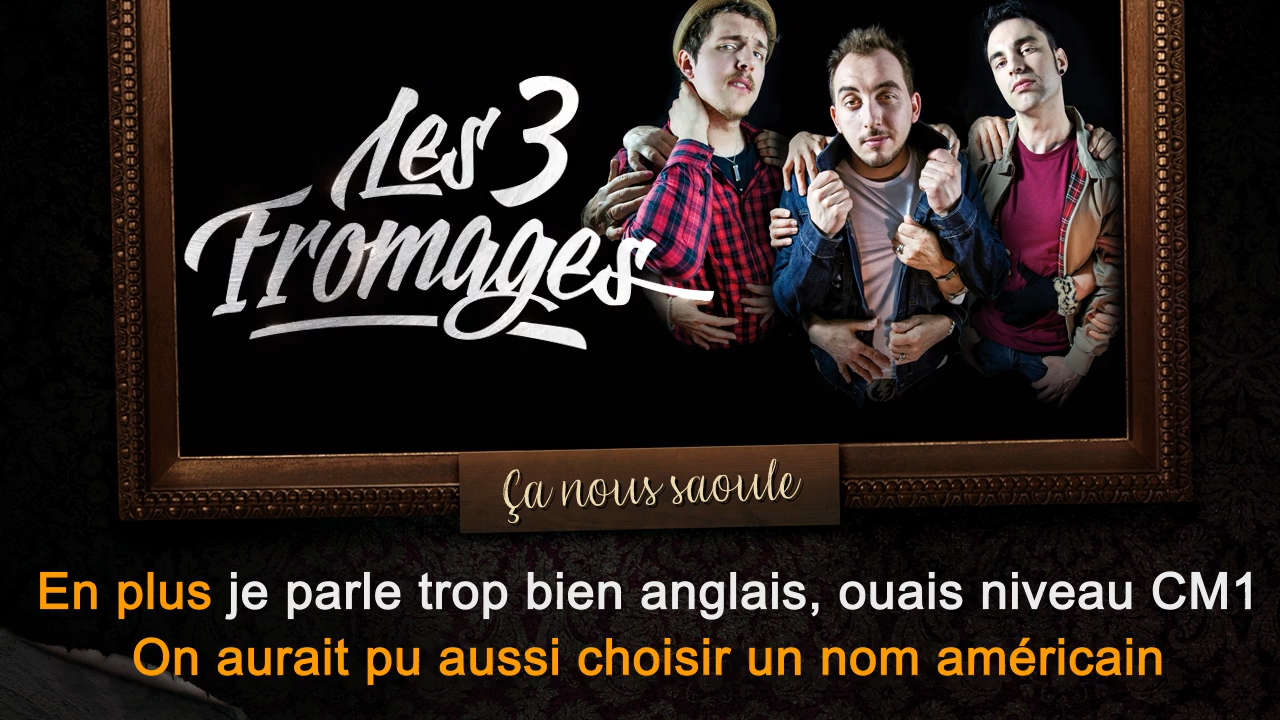 Les 3
Fromages
Ça nous saoule
En plus je parle trop bien anglais, ouais niveau CM1
On aurait pu aussi choisir un nom américain